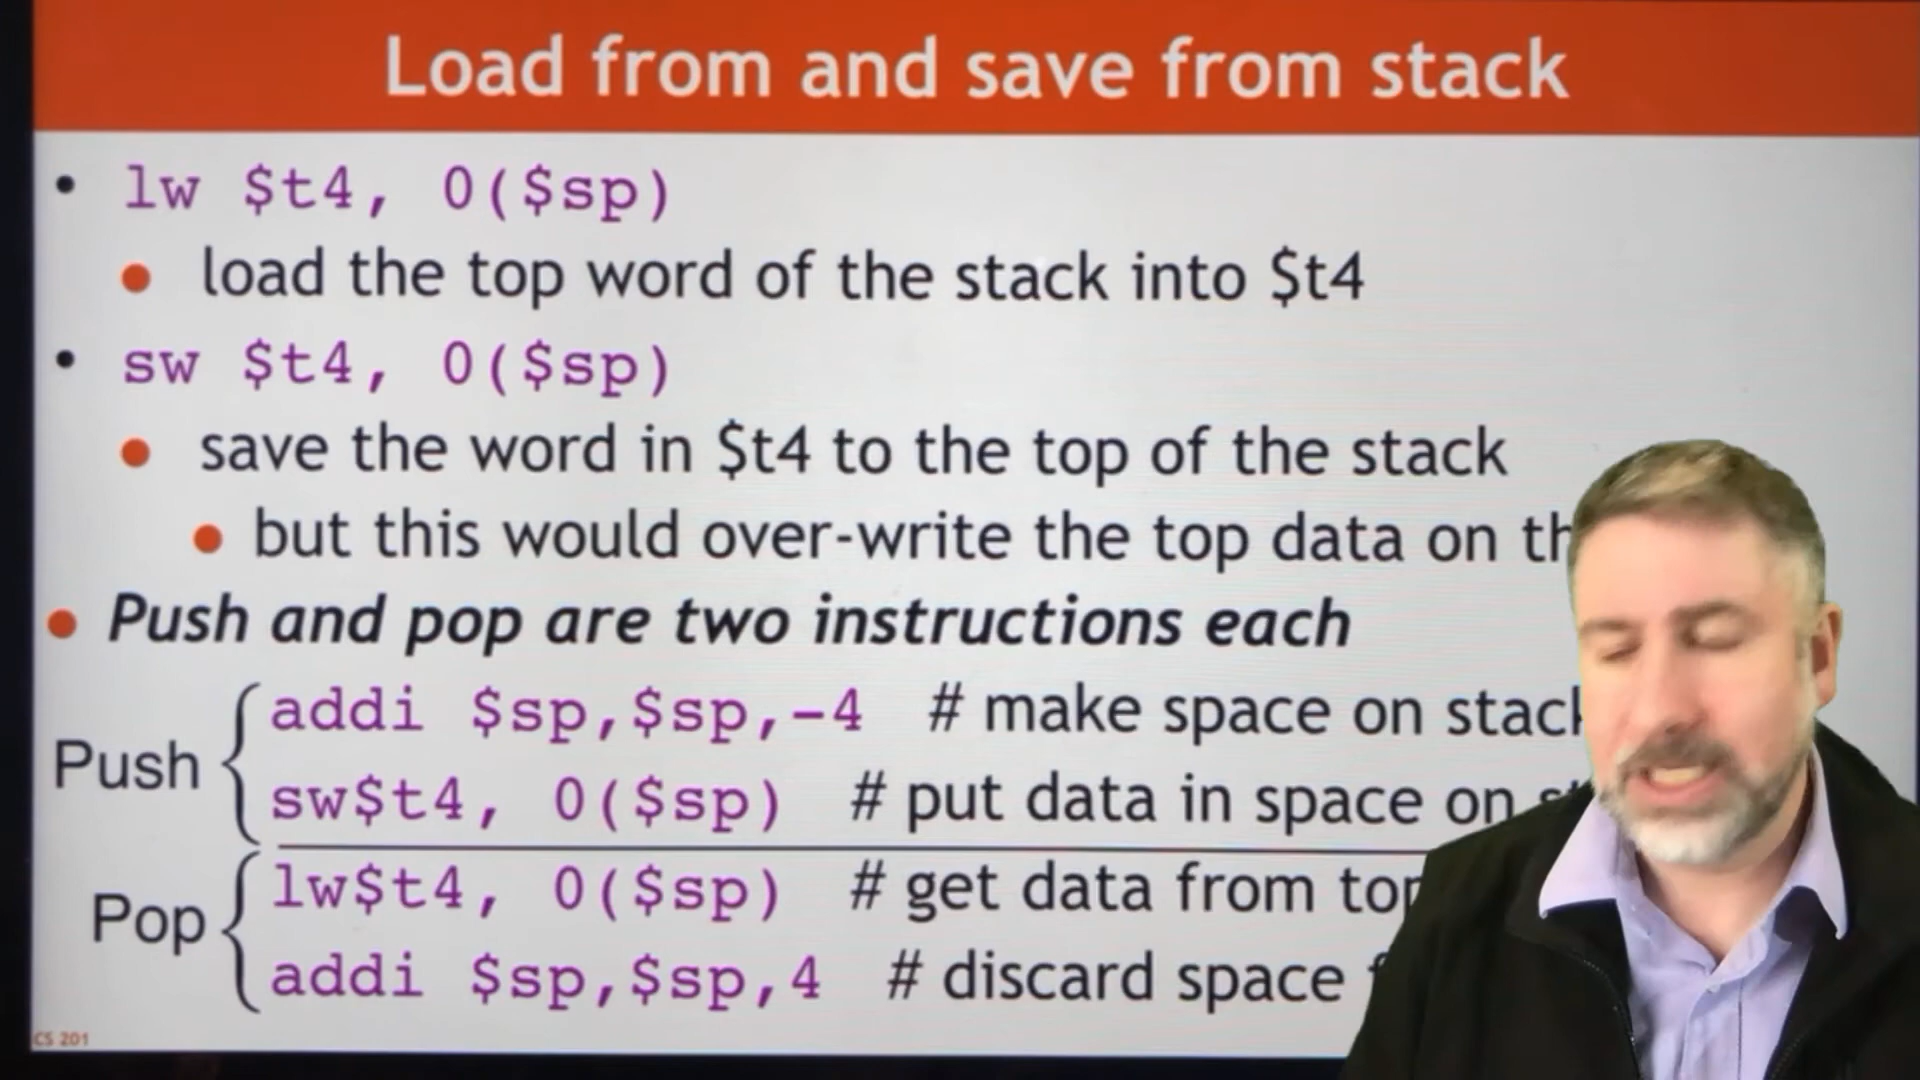 Load from and save from stack
• lw $t4, 0($sp)
• load the top word of the stack into $t4
• sw $t4, 0($sp)
• save the word in $t4 to the top of the stack
• but this would over-write the top data on
• Push and pop are two instructions each
Push
addi $sp,$sp,-4 # make space on
sw$t4, 0($sp) # put data in space on
Pop
lw$t4, 0($sp) # get data from
addi $sp,$sp,4 # discard space
CS 201